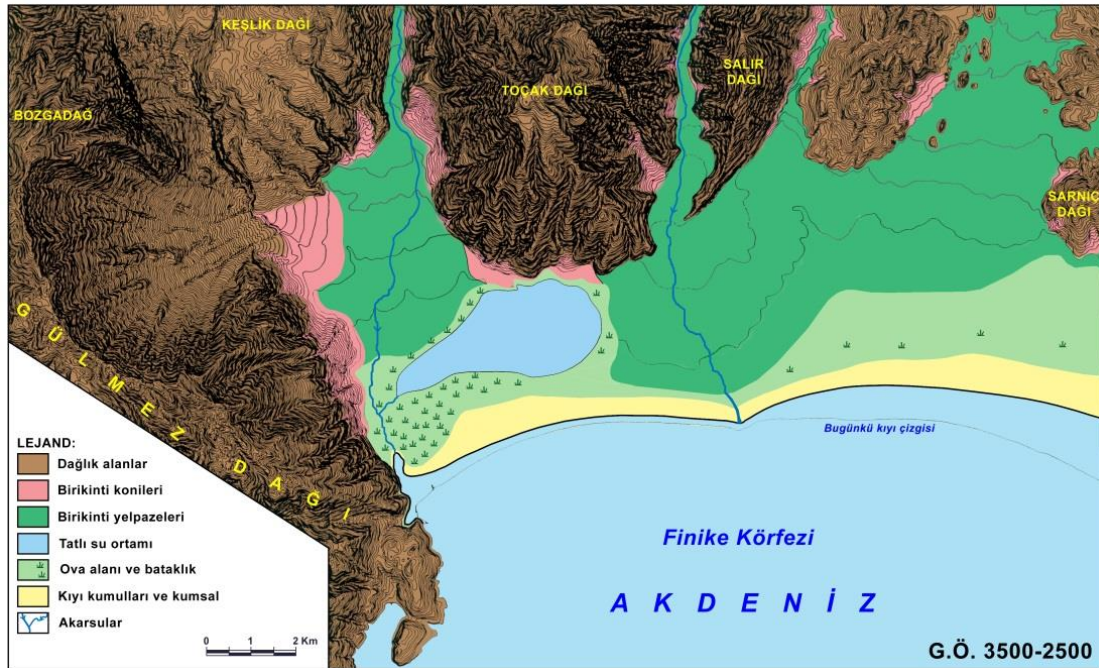 KEŞLİK DAĞI
BOZGADAĞ
TOÇAK DAĞI
SALIR
DAĞI
SARNIÇ
DAĞI
GÜLMEZ DAĞI
Bugünkü kıyı çizgisi
Finike Körfezi
AKDENİZ
LEJAND:
Dağlık alanlar
Birikinti konileri
Birikinti yelpazeleri
Tatlı su ortamı
Ova alanı ve bataklık
Kıyı kumulları ve kumsal
Akarsular
0 1 2 Km
G.Ö. 3500-2500